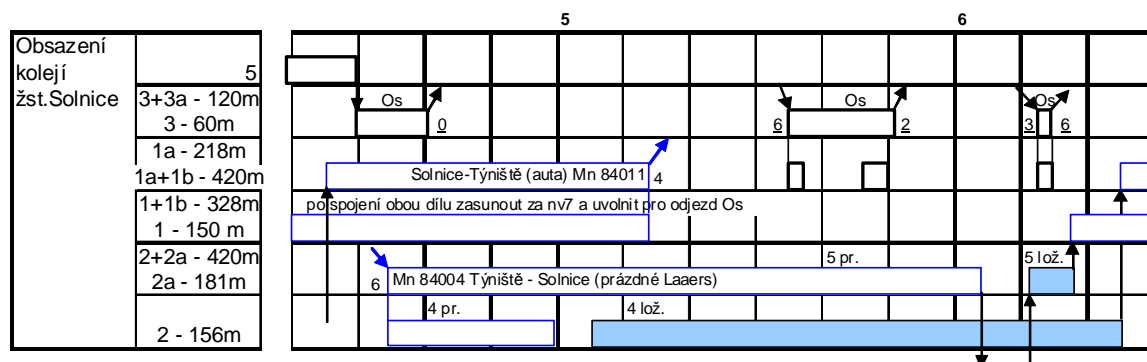 5 6
Obsazení
kolejí 5
žst.Solnice
3+3a - 120m
3 - 60m
1a - 218m
1a+1b - 420m
1+1b - 328m
1 - 150 m
2+2a - 420m
2a - 181m
2 - 156m
Os Os Os
0 6 2 3 6
Solnice-Týniště (auta) Mn 84011 4
po spojení obou dílu zasunout za nv7 a uvolnit pro odjezd Os
5 pr. 5 lož.
6 Mn 84004 Týniště - Solnice (prázdné Laaers)
4 pr. 4 lož.